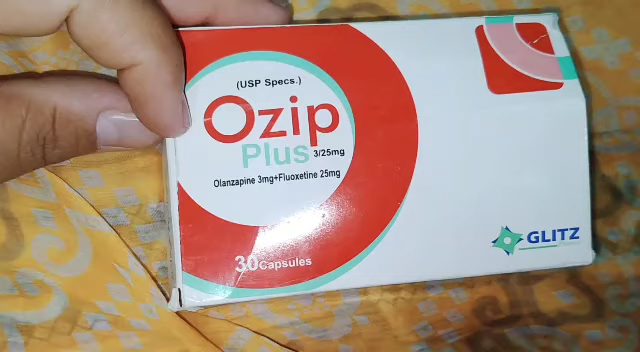 (USP Specs.)
Ozip
Plus 3/25mg
Olanzapine 3mg+Fluoxetine 25mg
30 Capsules
GLITZ